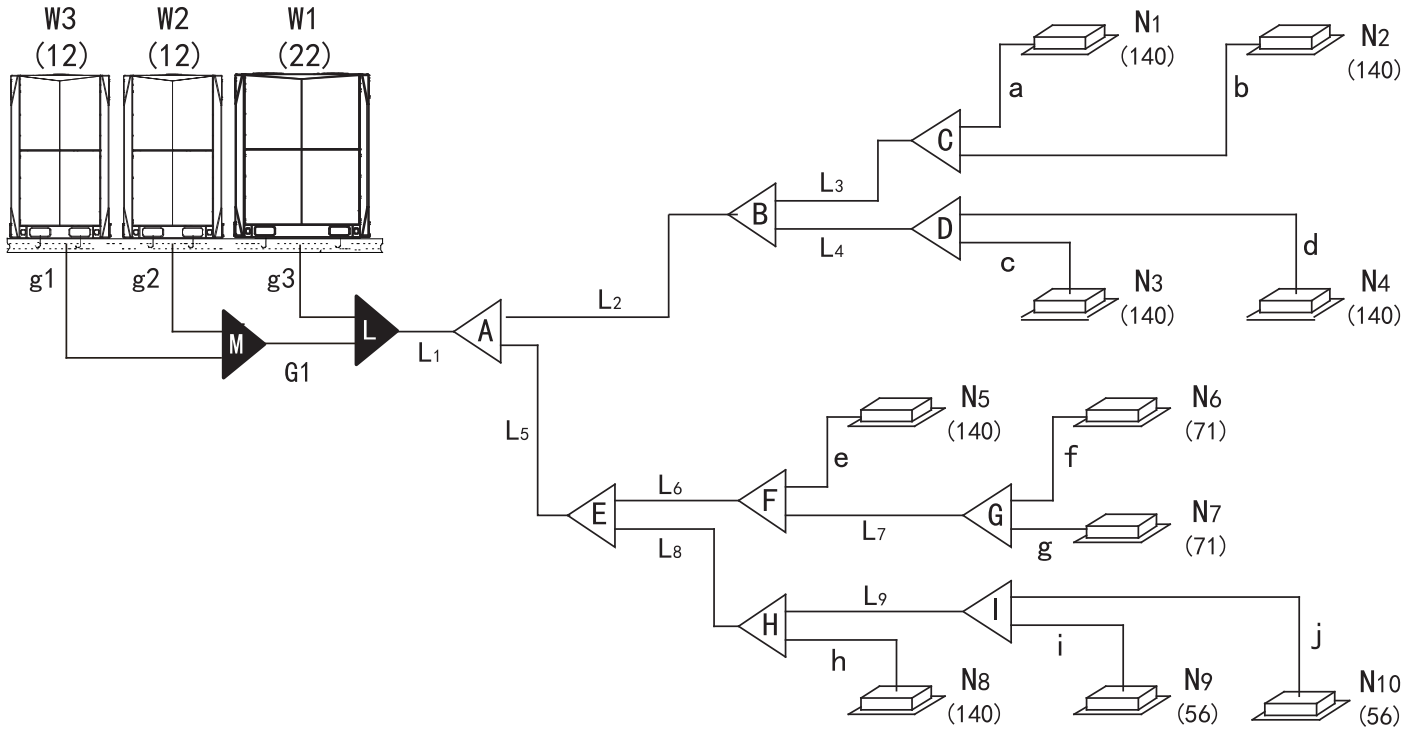 W3 W2 W1
(12) (12) (22)
N1
(140)
N2
(140)
a
b
C
L3
B
L4
D
d
c
N3
(140)
N4
(140)
g1
g2
g3
L2
M
L
A
L1
G1
L5
N5
(140)
N6
(71)
e
f
L6
F
E
L7
G
L8
g
N7
(71)
L9
I
H
h
i
j
N8
(140)
N9
(56)
N10
(56)